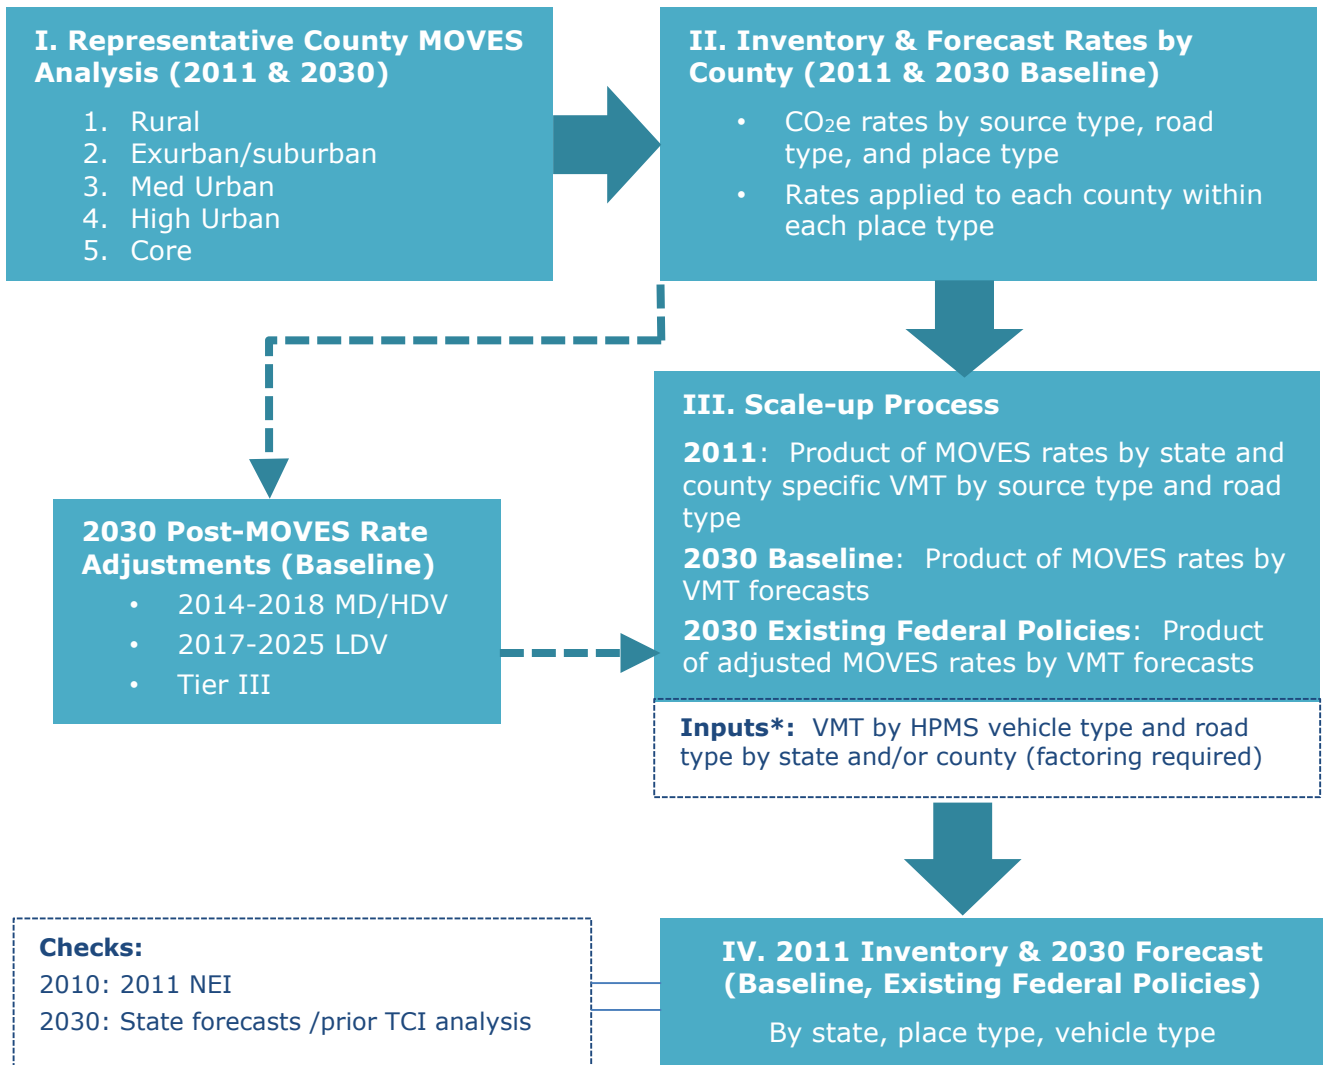 I. Representative County MOVES
Analysis (2011 & 2030)
1. Rural
2. Exurban/suburban
3. Med Urban
4. High Urban
5. Core
II. Inventory & Forecast Rates by
County (2011 & 2030 Baseline)
• CO₂e rates by source type, road
type, and place type
• Rates applied to each county within
each place type
III. Scale-up Process
2011: Product of MOVES rates by state and
county specific VMT by source type and road
type
2030 Baseline: Product of MOVES rates by
VMT forecasts
2030 Existing Federal Policies: Product
of adjusted MOVES rates by VMT forecasts
Inputs*: VMT by HPMS vehicle type and road
type by state and/or county (factoring required)
2030 Post-MOVES Rate
Adjustments (Baseline)
• 2014-2018 MD/HDV
• 2017-2025 LDV
• Tier III
Checks:
2010: 2011 NEI
2030: State forecasts /prior TCI analysis
IV. 2011 Inventory & 2030 Forecast
(Baseline, Existing Federal Policies)
By state, place type, vehicle type